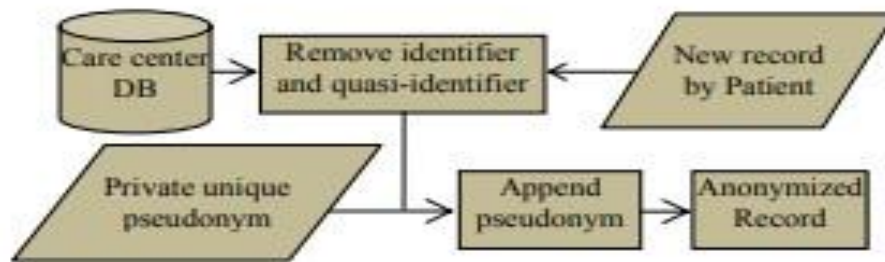 Care center
DB
Remove identifier
and quasi-identifier
New record
by Patient
Private unique
pseudonym
Append
pseudonym
Anonymized
Record